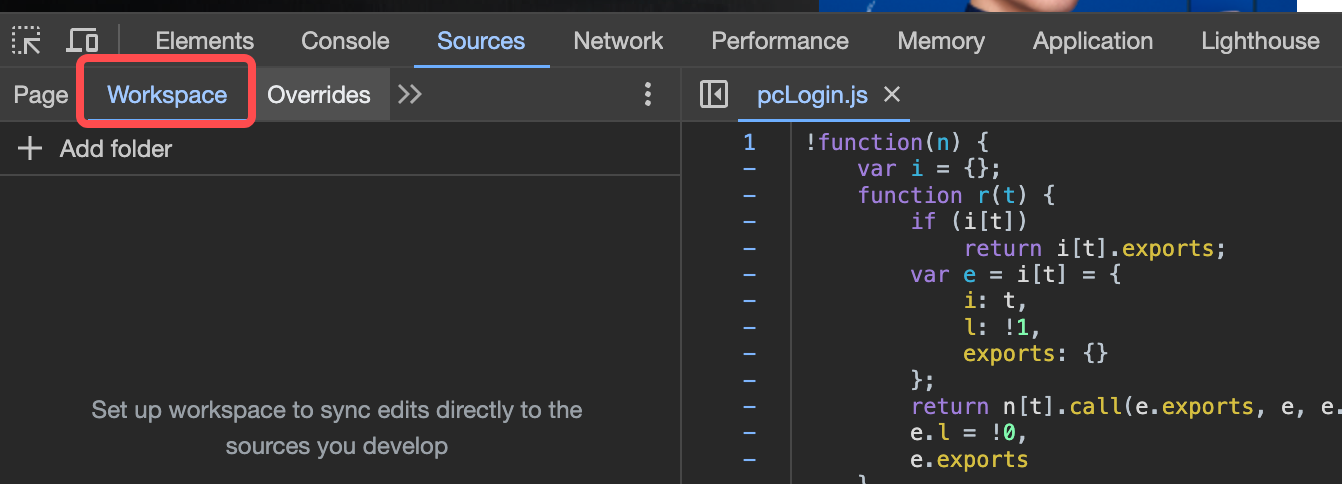 Elements Console Sources Network Performance Memory Application Lighthouse
Page Workspace Overrides
pcLogin.js
Add folder
Set up workspace to sync edits directly to the
sources you develop
1 !function(n) {
- var i = {};
- function r(t) {
- if (i[t])
- return i[t].exports;
- var e = i[t] = {
- i: t,
- l: !1,
- exports: {}
- };
- return n[t].call(e.exports, e, e.
- e.l = !0,
- e.exports